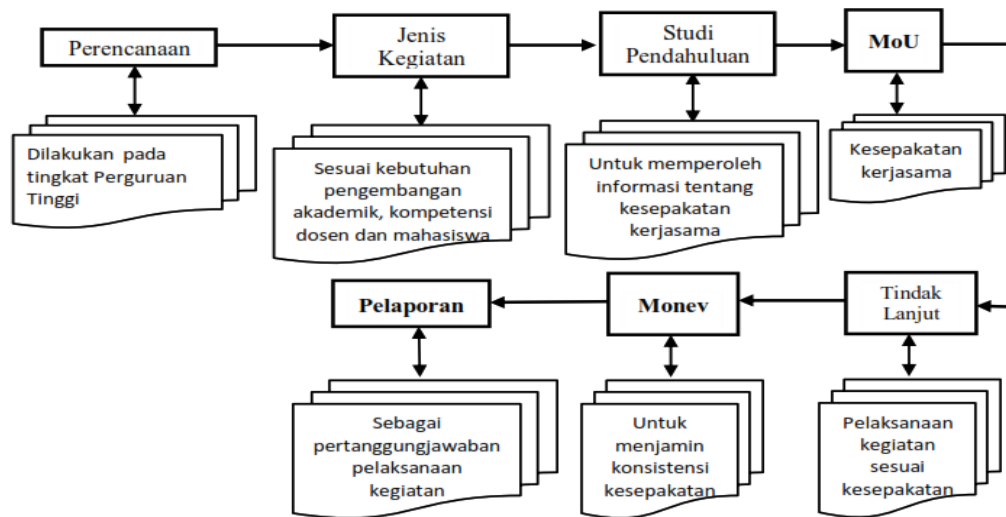 Perencanaan
Jenis
Kegiatan
Studi
Pendahuluan
MoU
Dilakukan pada
tingkat Perguruan
Tinggi
Sesuai kebutuhan
pengembangan
akademik, kompetensi
dosen dan mahasiswa
Untuk memperoleh
informasi tentang
kesepakatan
kerjasama
Kesepakatan
kerjasama
Pelaporan
Monev
Tindak
Lanjut
Sebagai
pertanggungjawaban
pelaksanaan
kegiatan
Untuk
menjamin
konsistensi
kesepakatan
Pelaksanaan
kegiatan
sesuai
kesepakatan